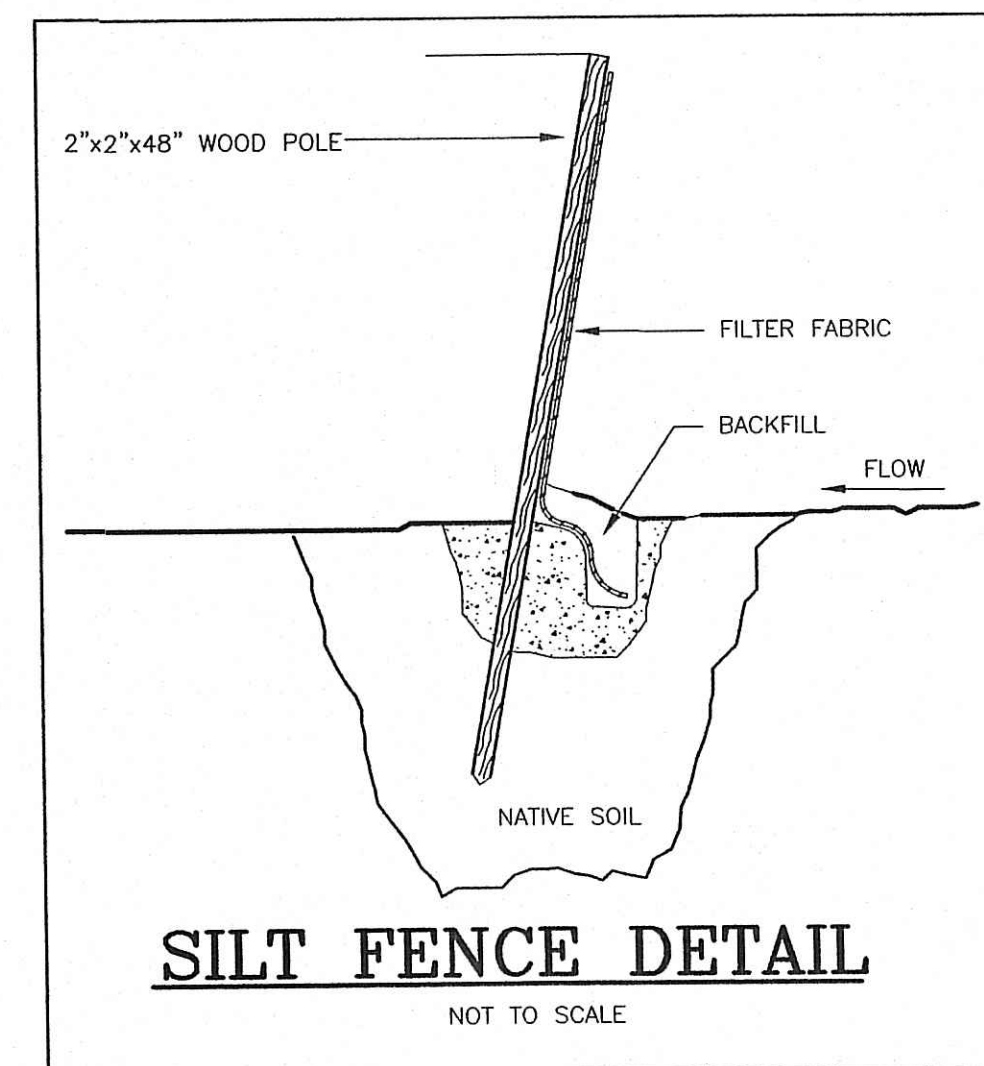 2"x2"x48" WOOD POLE
FILTER FABRIC
BACKFILL
FLOW
NATIVE SOIL
SILT FENCE DETAIL
NOT TO SCALE